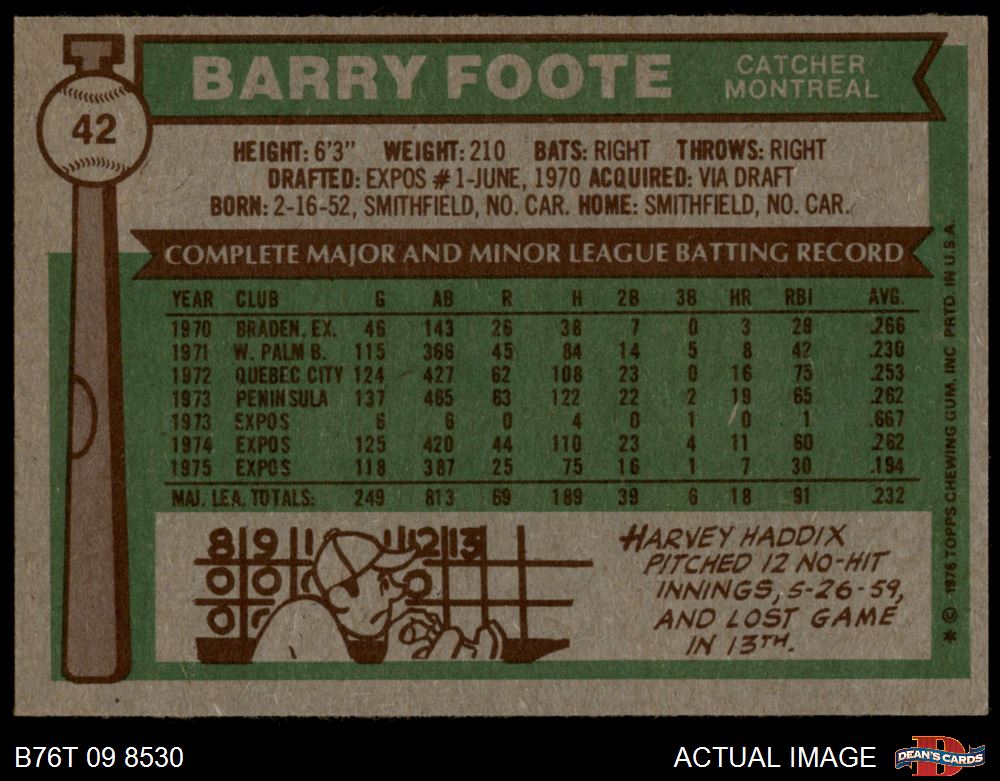 BARRY FOOTE
CATCHER
MONTREAL
42
HEIGHT: 6'3" WEIGHT: 210 BATS: RIGHT THROWS: RIGHT
DRAFTED: EXPOS #1-JUNE, 1970 ACQUIRED: VIA DRAFT
BORN: 2-16-52, SMITHFIELD, NO. CAR. HOME: SMITHFIELD, NO. CAR.
COMPLETE MAJOR AND MINOR LEAGUE BATTING RECORD
YEAR CLUB G AB R H 2B 3B HR RBI AVG.
1970 BRADEN. EX. 46 143 26 38 7 0 3 28 .266
1971 W. PALM B. 115 366 45 84 14 5 8 42 .230
1972 QUEBEC CITY 124 427 62 108 23 0 16 75 .253
1973 PENINSULA 137 465 63 122 22 2 19 65 .262
1973 EXPOS 6 6 0 4 0 1 0 1 .667
1974 EXPOS 125 420 44 110 23 4 11 60 .262
1975 EXPOS 118 387 25 75 16 1 7 30 .194
MAJ. LEA. TOTALS: 249 813 69 189 39 6 18 91 .232
8 9 1 12 13
0 0 0
0 0
HARVEY HADDIX
PITCHED 12 NO-HIT
INNINGS, 5-26-59,
AND LOST GAME
IN 13TH.
* © 1976 TOPPS CHEWING GUM, INC PRTD. IN U.S.A.
B76T 09 8530
ACTUAL IMAGE
D
DEAN'S CARDS